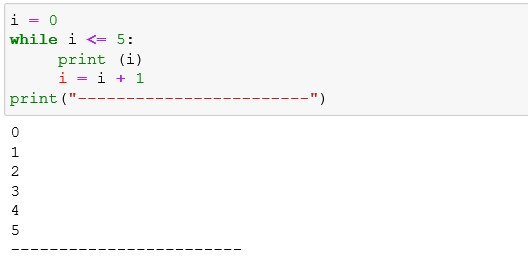 i = 0
while i <= 5:
     print (i)
     i = i + 1
print("------------------------")
0
1
2
3
4
5
------------------------